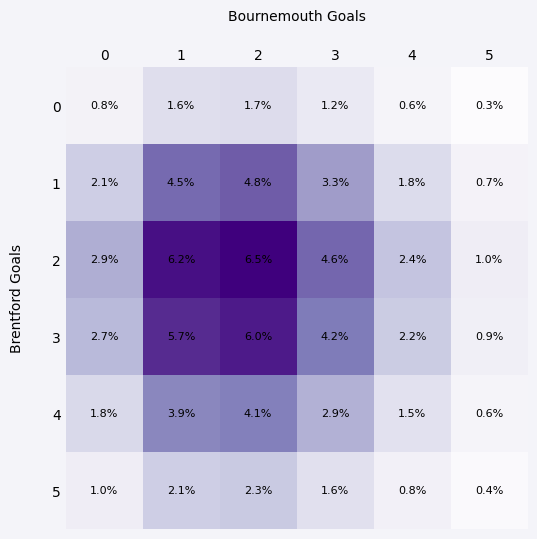 Bournemouth Goals
0 1 2 3 4 5
0 0.8% 1.6% 1.7% 1.2% 0.6% 0.3%
1 2.1% 4.5% 4.8% 3.3% 1.8% 0.7%
2 2.9% 6.2% 6.5% 4.6% 2.4% 1.0%
3 2.7% 5.7% 6.0% 4.2% 2.2% 0.9%
4 1.8% 3.9% 4.1% 2.9% 1.5% 0.6%
5 1.0% 2.1% 2.3% 1.6% 0.8% 0.4%
Brentford Goals